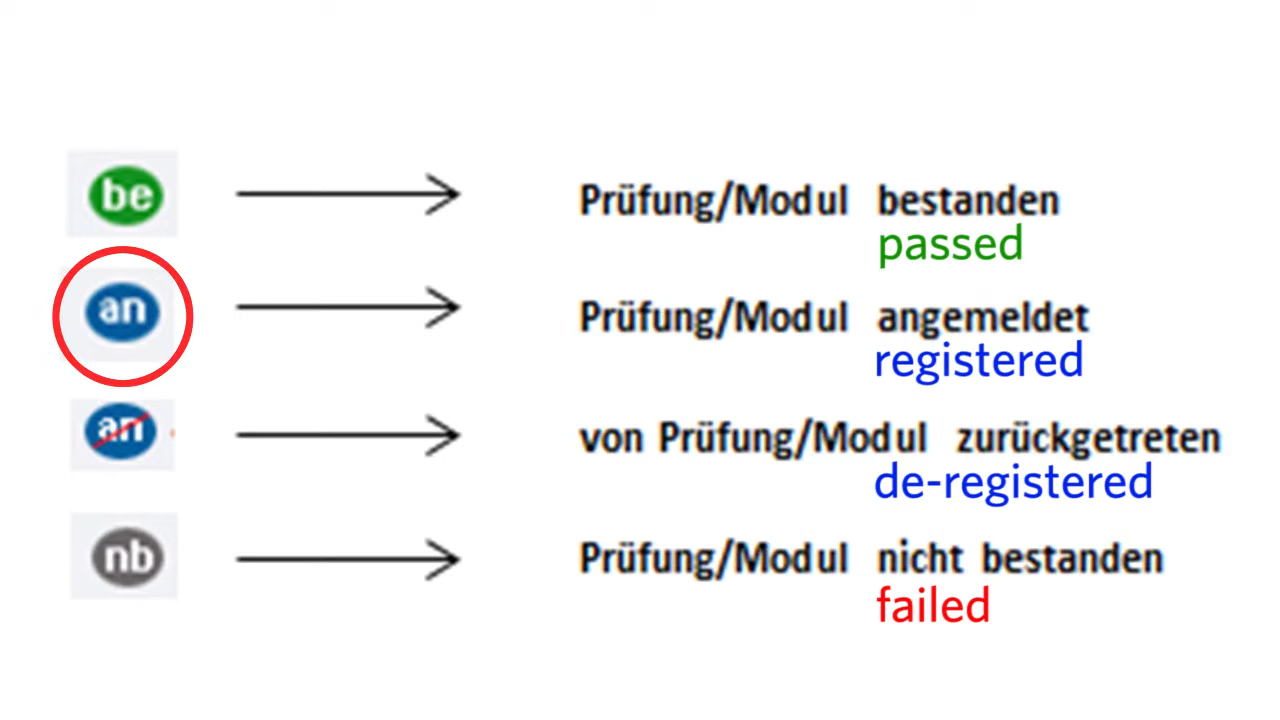 be Prüfung/Modul bestanden
passed
an Prüfung/Modul angemeldet
registered
an von Prüfung/Modul zurückgetreten
de-registered
nb Prüfung/Modul nicht bestanden
failed